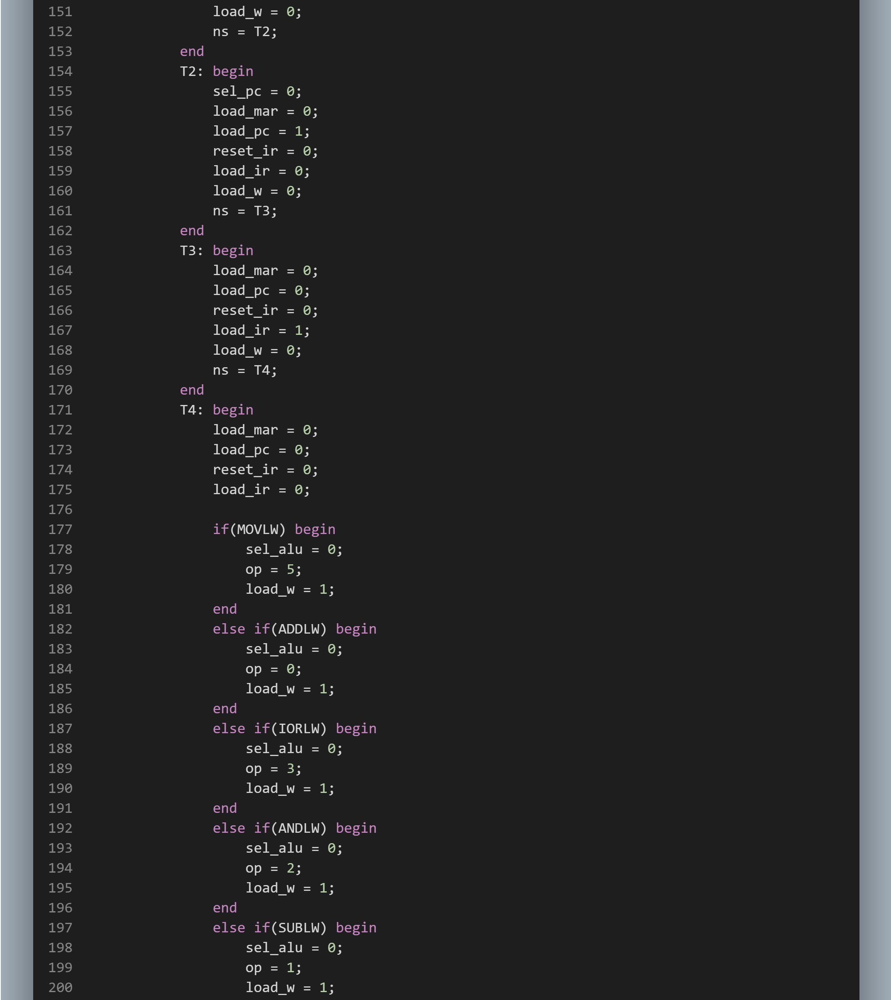 151                 load_w = 0;
152                 ns = T2;
153             end
154             T2: begin
155                 sel_pc = 0;
156                 load_mar = 0;
157                 load_pc = 1;
158                 reset_ir = 0;
159                 load_ir = 0;
160                 load_w = 0;
161                 ns = T3;
162             end
163             T3: begin
164                 load_mar = 0;
165                 load_pc = 0;
166                 reset_ir = 0;
167                 load_ir = 1;
168                 load_w = 0;
169                 ns = T4;
170             end
171             T4: begin
172                 load_mar = 0;
173                 load_pc = 0;
174                 reset_ir = 0;
175                 load_ir = 0;
176
177                 if(MOVLW) begin
178                     sel_alu = 0;
179                     op = 5;
180                     load_w = 1;
181                 end
182                 else if(ADDLW) begin
183                     sel_alu = 0;
184                     op = 0;
185                     load_w = 1;
186                 end
187                 else if(IORLW) begin
188                     sel_alu = 0;
189                     op = 3;
190                     load_w = 1;
191                 end
192                 else if(ANDLW) begin
193                     sel_alu = 0;
194                     op = 2;
195                     load_w = 1;
196                 end
197                 else if(SUBLW) begin
198                     sel_alu = 0;
199                     op = 1;
200                     load_w = 1;